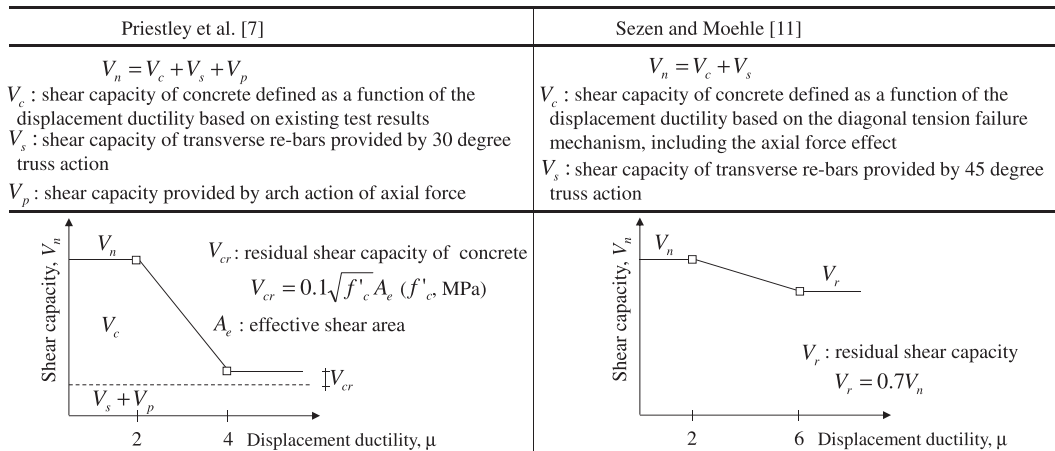 Priestley et al. [7]
V_n = V_c + V_s + V_p
V_c : shear capacity of concrete defined as a function of the
displacement ductility based on existing test results
V_s : shear capacity of transverse re-bars provided by 30 degree
truss action
V_p : shear capacity provided by arch action of axial force
Sezen and Moehle [11]
V_n = V_c + V_s
V_c : shear capacity of concrete defined as a function of the
displacement ductility based on the diagonal tension failure
mechanism, including the axial force effect
V_s : shear capacity of transverse re-bars provided by 45 degree
truss action
Shear capacity, V_n
V_n
V_cr : residual shear capacity of concrete
V_cr = 0.1√f'_c A_e (f'_c, MPa)
V_c
A_e : effective shear area
V_cr
V_s + V_p
2
4
Displacement ductility, μ
Shear capacity, V_n
V_n
V_r
V_r : residual shear capacity
V_r = 0.7V_n
2
6
Displacement ductility, μ